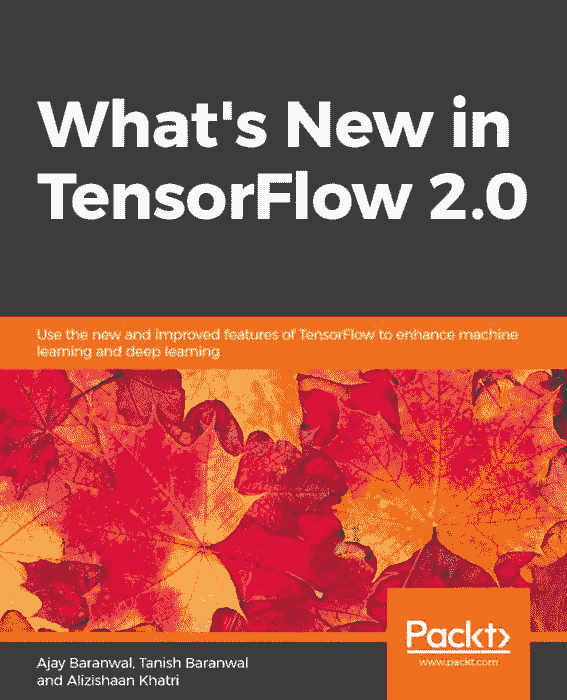 What's New in
TensorFlow 2.0
Use the new and improved features of TensorFlow to enhance machine
learning and deep learning
Packt>
www.packt.com
Ajay Baranwal, Tanish Baranwal
and Alizishaan Khatri